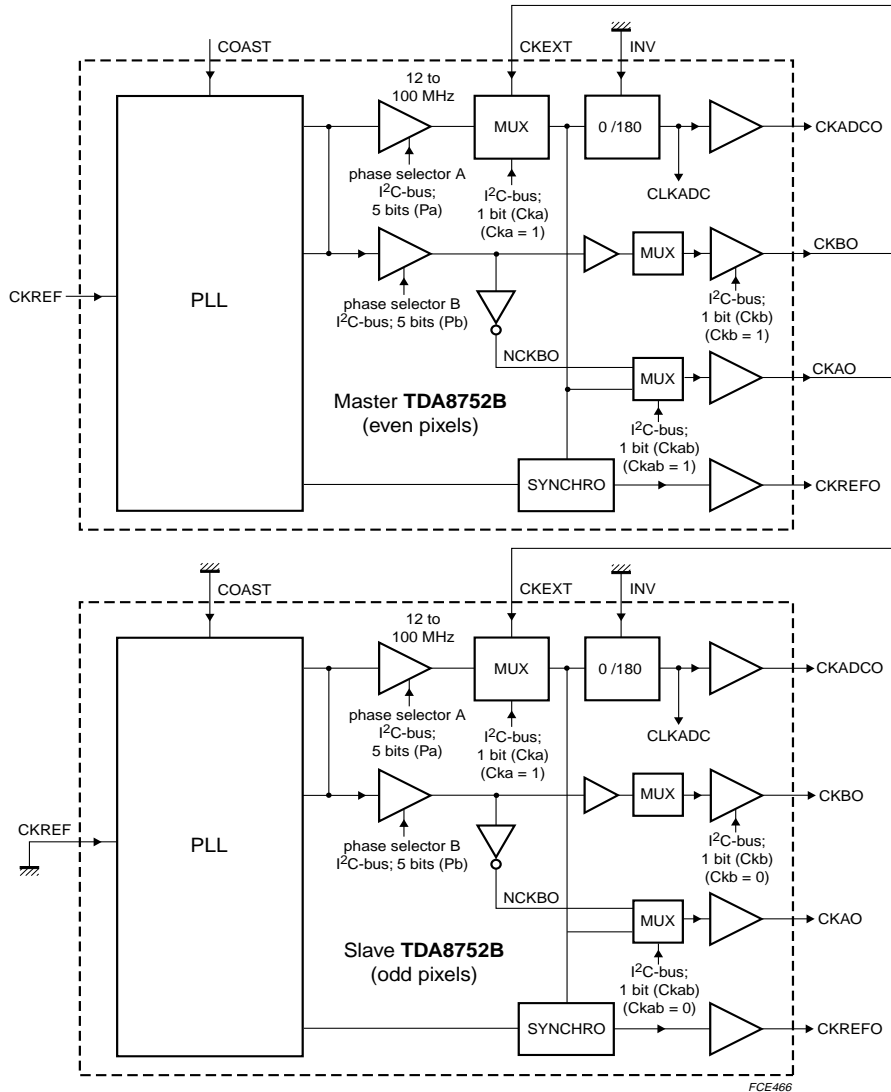 COAST
CKEXT
INV
12 to
100 MHz
MUX
0 /180
CKADCO
phase selector A
I²C-bus;
5 bits (Pa)
I²C-bus;
1 bit (Cka)
(Cka = 1)
CLKADC
MUX
CKBO
CKREF
PLL
phase selector B
I²C-bus; 5 bits (Pb)
I²C-bus;
1 bit (Ckb)
(Ckb = 1)
NCKBO
MUX
CKAO
Master TDA8752B
(even pixels)
I²C-bus;
1 bit (Ckab)
(Ckab = 1)
SYNCHRO
CKREFO
COAST
CKEXT
INV
12 to
100 MHz
MUX
0 /180
CKADCO
phase selector A
I²C-bus;
5 bits (Pa)
I²C-bus;
1 bit (Cka)
(Cka = 1)
CLKADC
MUX
CKBO
CKREF
PLL
phase selector B
I²C-bus; 5 bits (Pb)
I²C-bus;
1 bit (Ckb)
(Ckb = 0)
NCKBO
MUX
CKAO
Slave TDA8752B
(odd pixels)
I²C-bus;
1 bit (Ckab)
(Ckab = 0)
SYNCHRO
CKREFO
FCE466